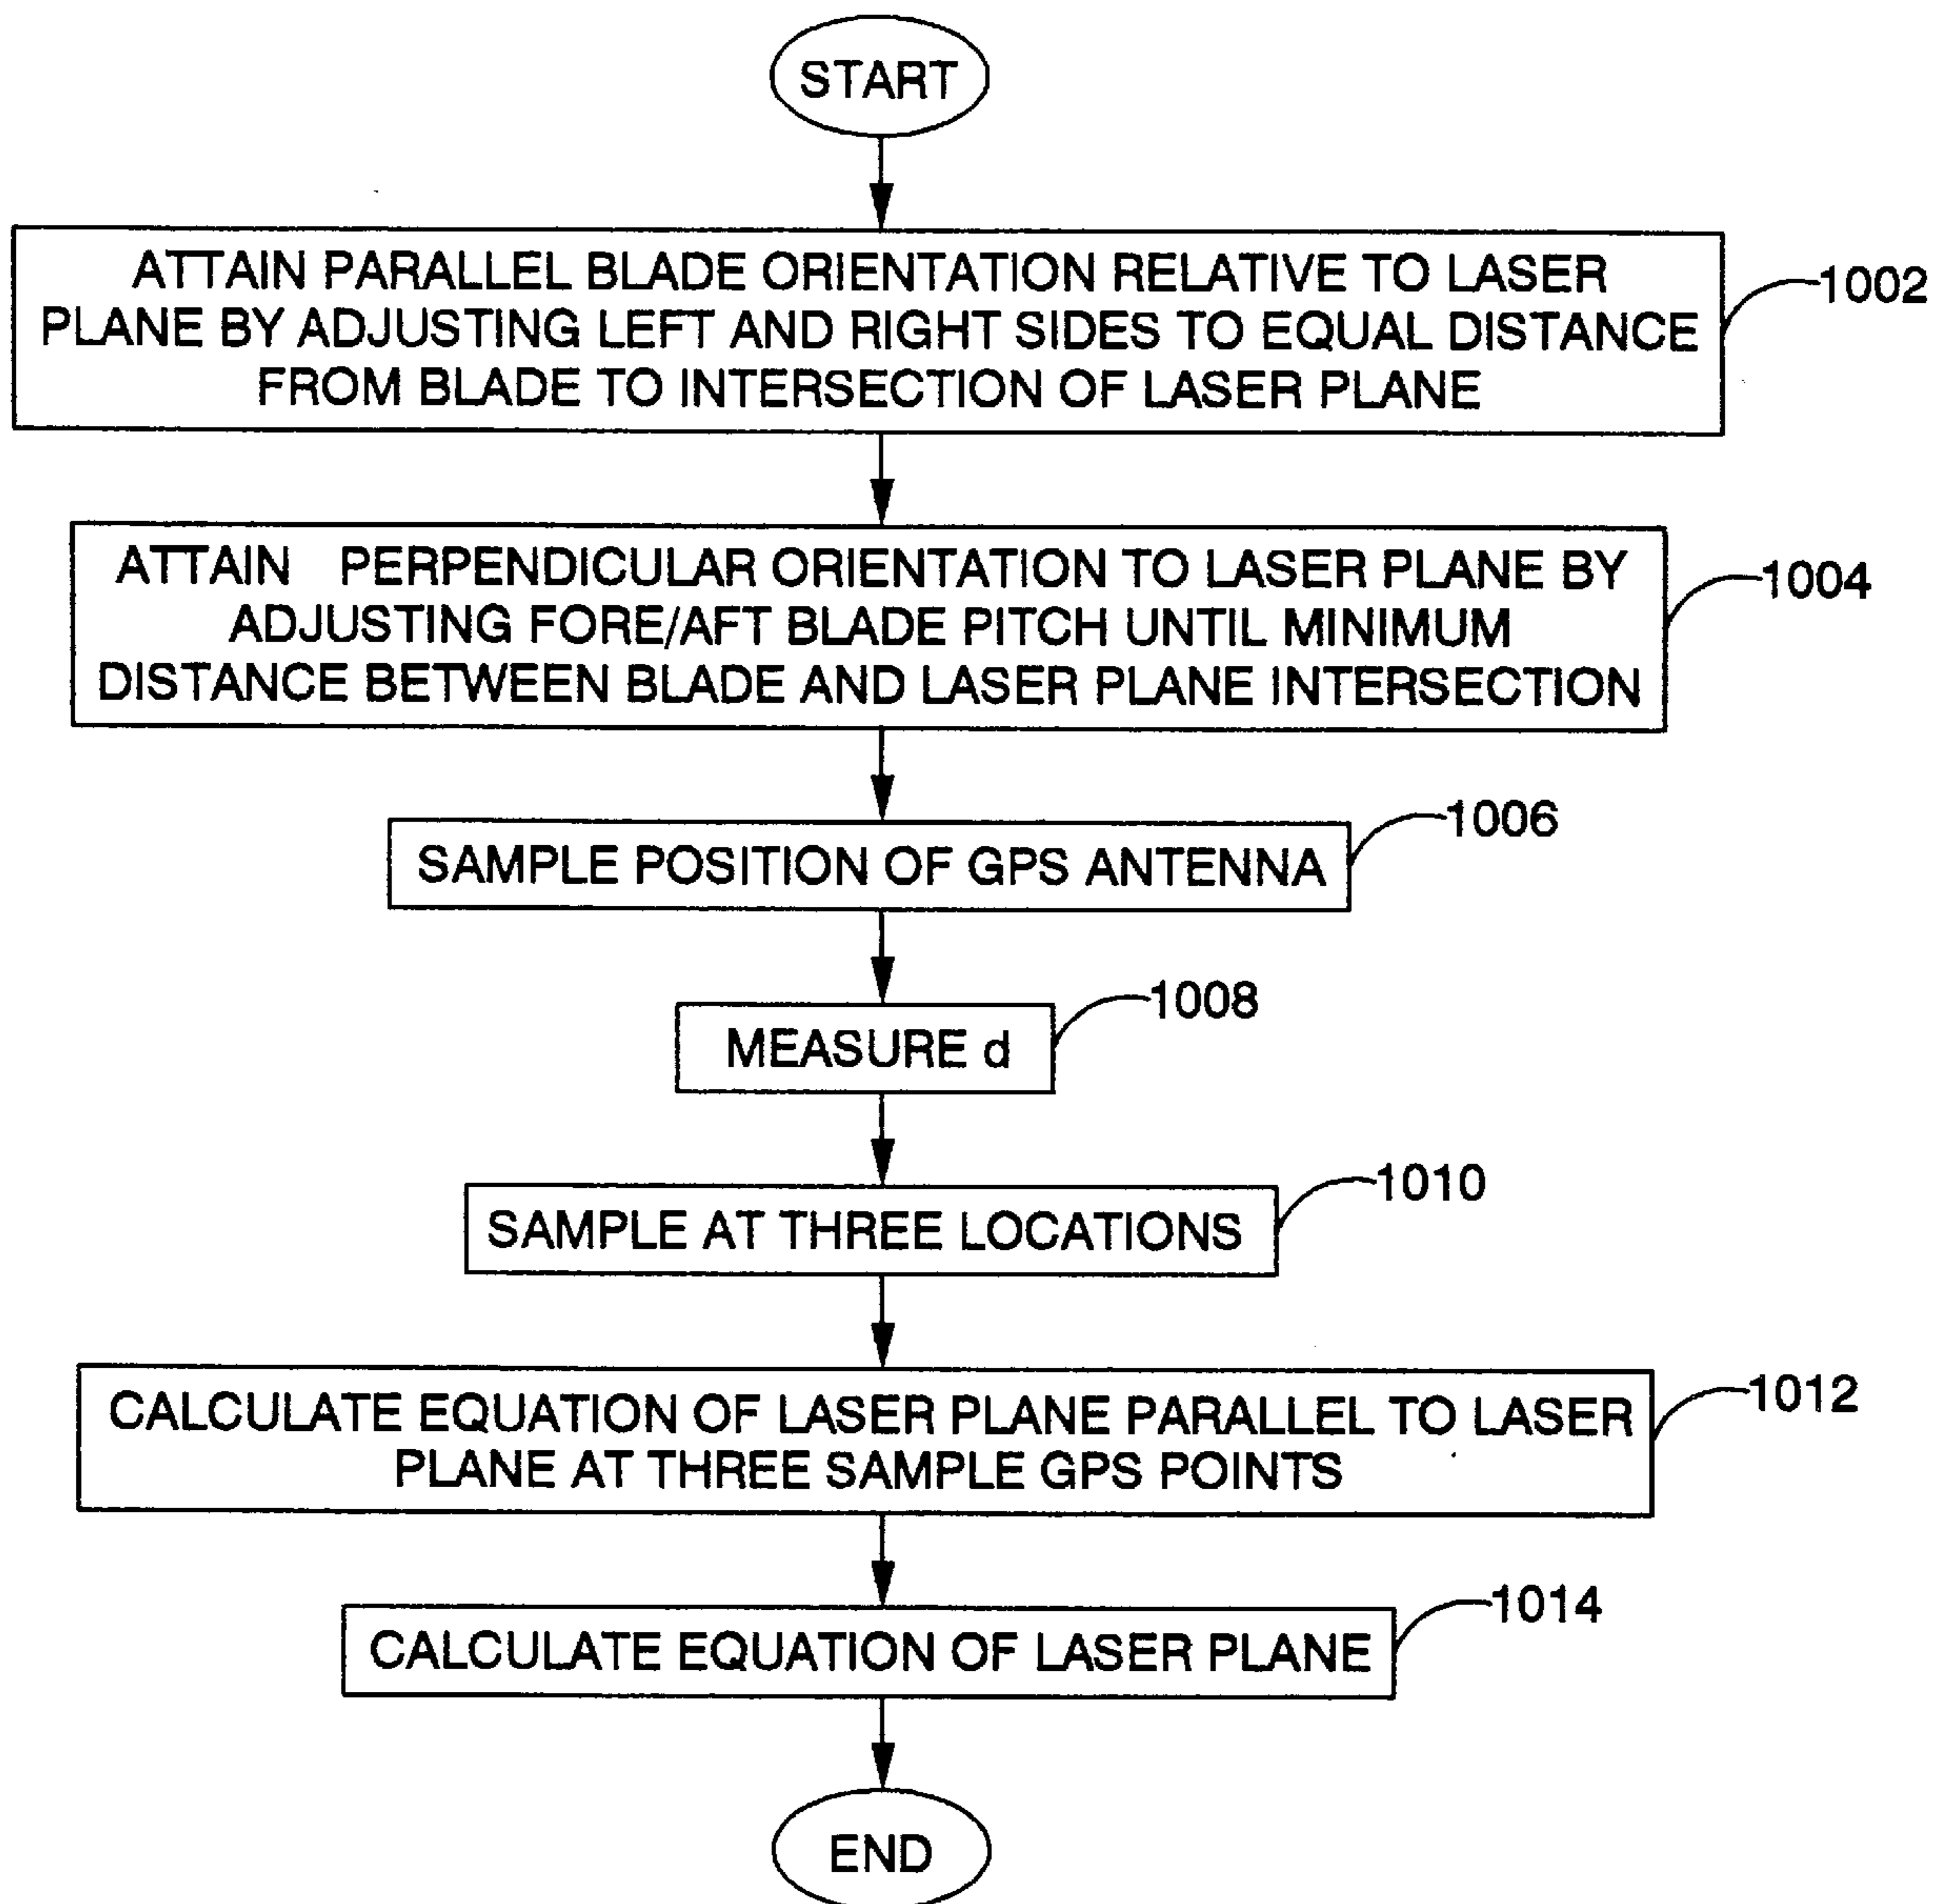 START
ATTAIN PARALLEL BLADE ORIENTATION RELATIVE TO LASER
PLANE BY ADJUSTING LEFT AND RIGHT SIDES TO EQUAL DISTANCE
FROM BLADE TO INTERSECTION OF LASER PLANE
1002
ATTAIN PERPENDICULAR ORIENTATION TO LASER PLANE BY
ADJUSTING FORE/AFT BLADE PITCH UNTIL MINIMUM
DISTANCE BETWEEN BLADE AND LASER PLANE INTERSECTION
1004
SAMPLE POSITION OF GPS ANTENNA
1006
MEASURE d
1008
SAMPLE AT THREE LOCATIONS
1010
CALCULATE EQUATION OF LASER PLANE PARALLEL TO LASER
PLANE AT THREE SAMPLE GPS POINTS
1012
CALCULATE EQUATION OF LASER PLANE
1014
END